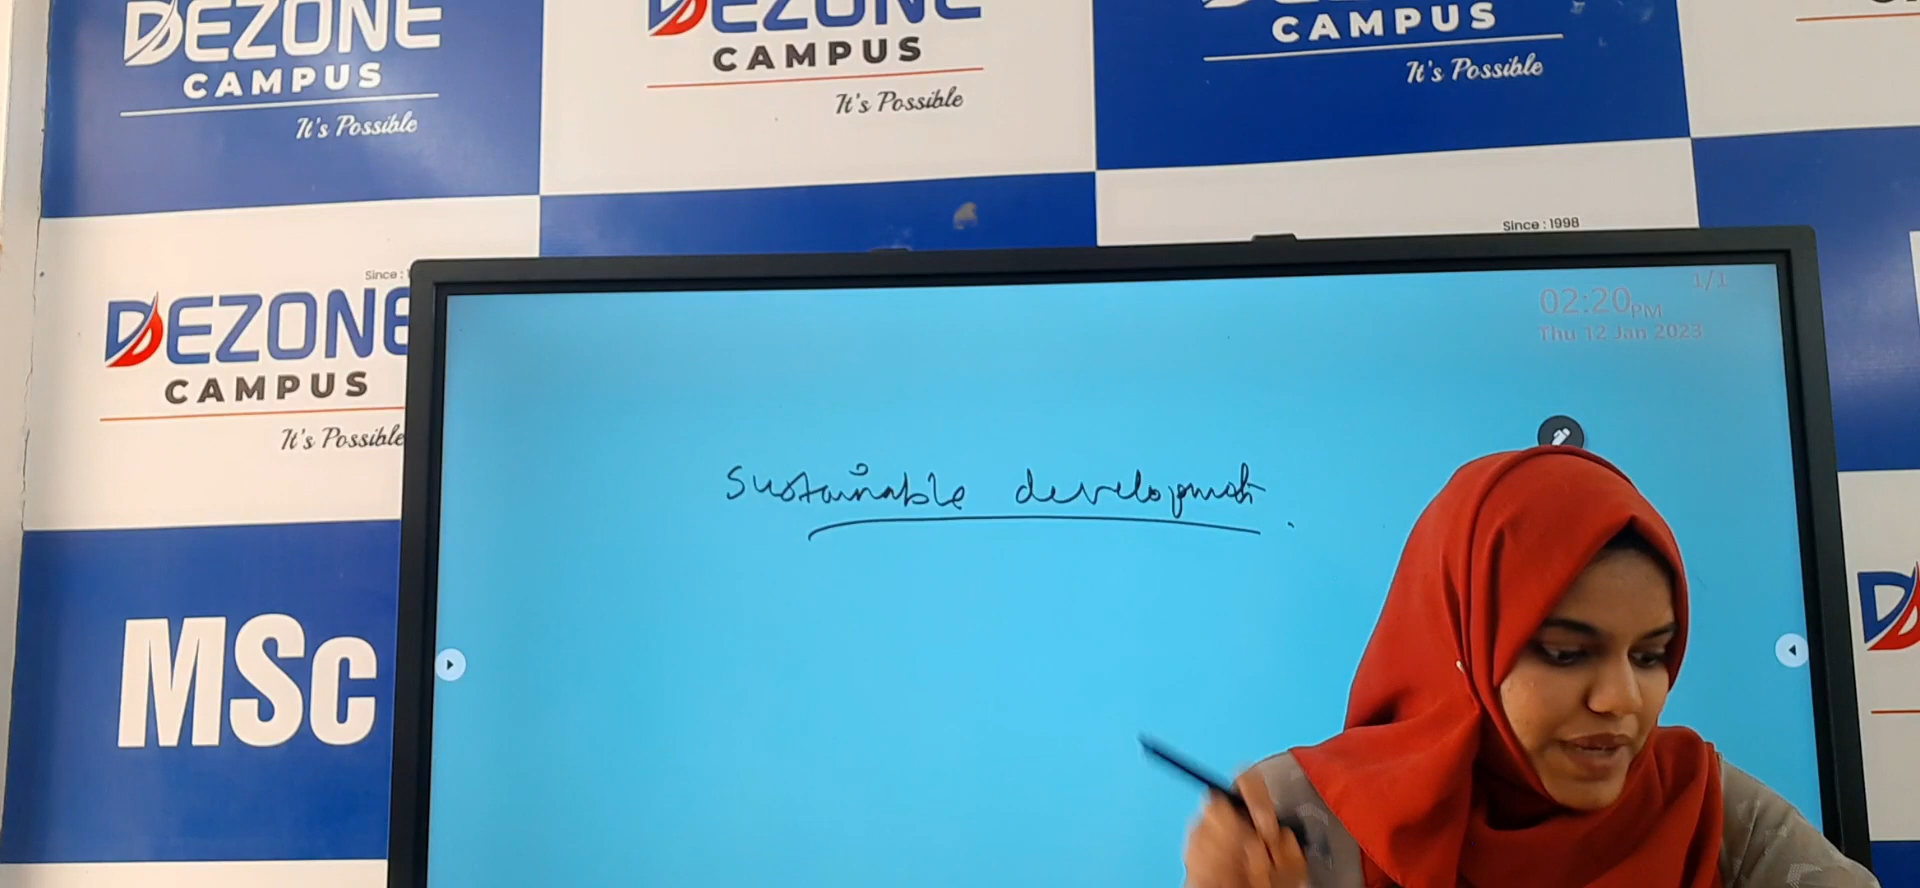 DEZONE
CAMPUS
It's Possible
DEZONE
CAMPUS
It's Possible
CAMPUS
It's Possible
Since : 1998
Since :
DEZONE
CAMPUS
It's Possible
1/1
02:20PM
Thu 12 Jan 2023
Sustainable development
MSc